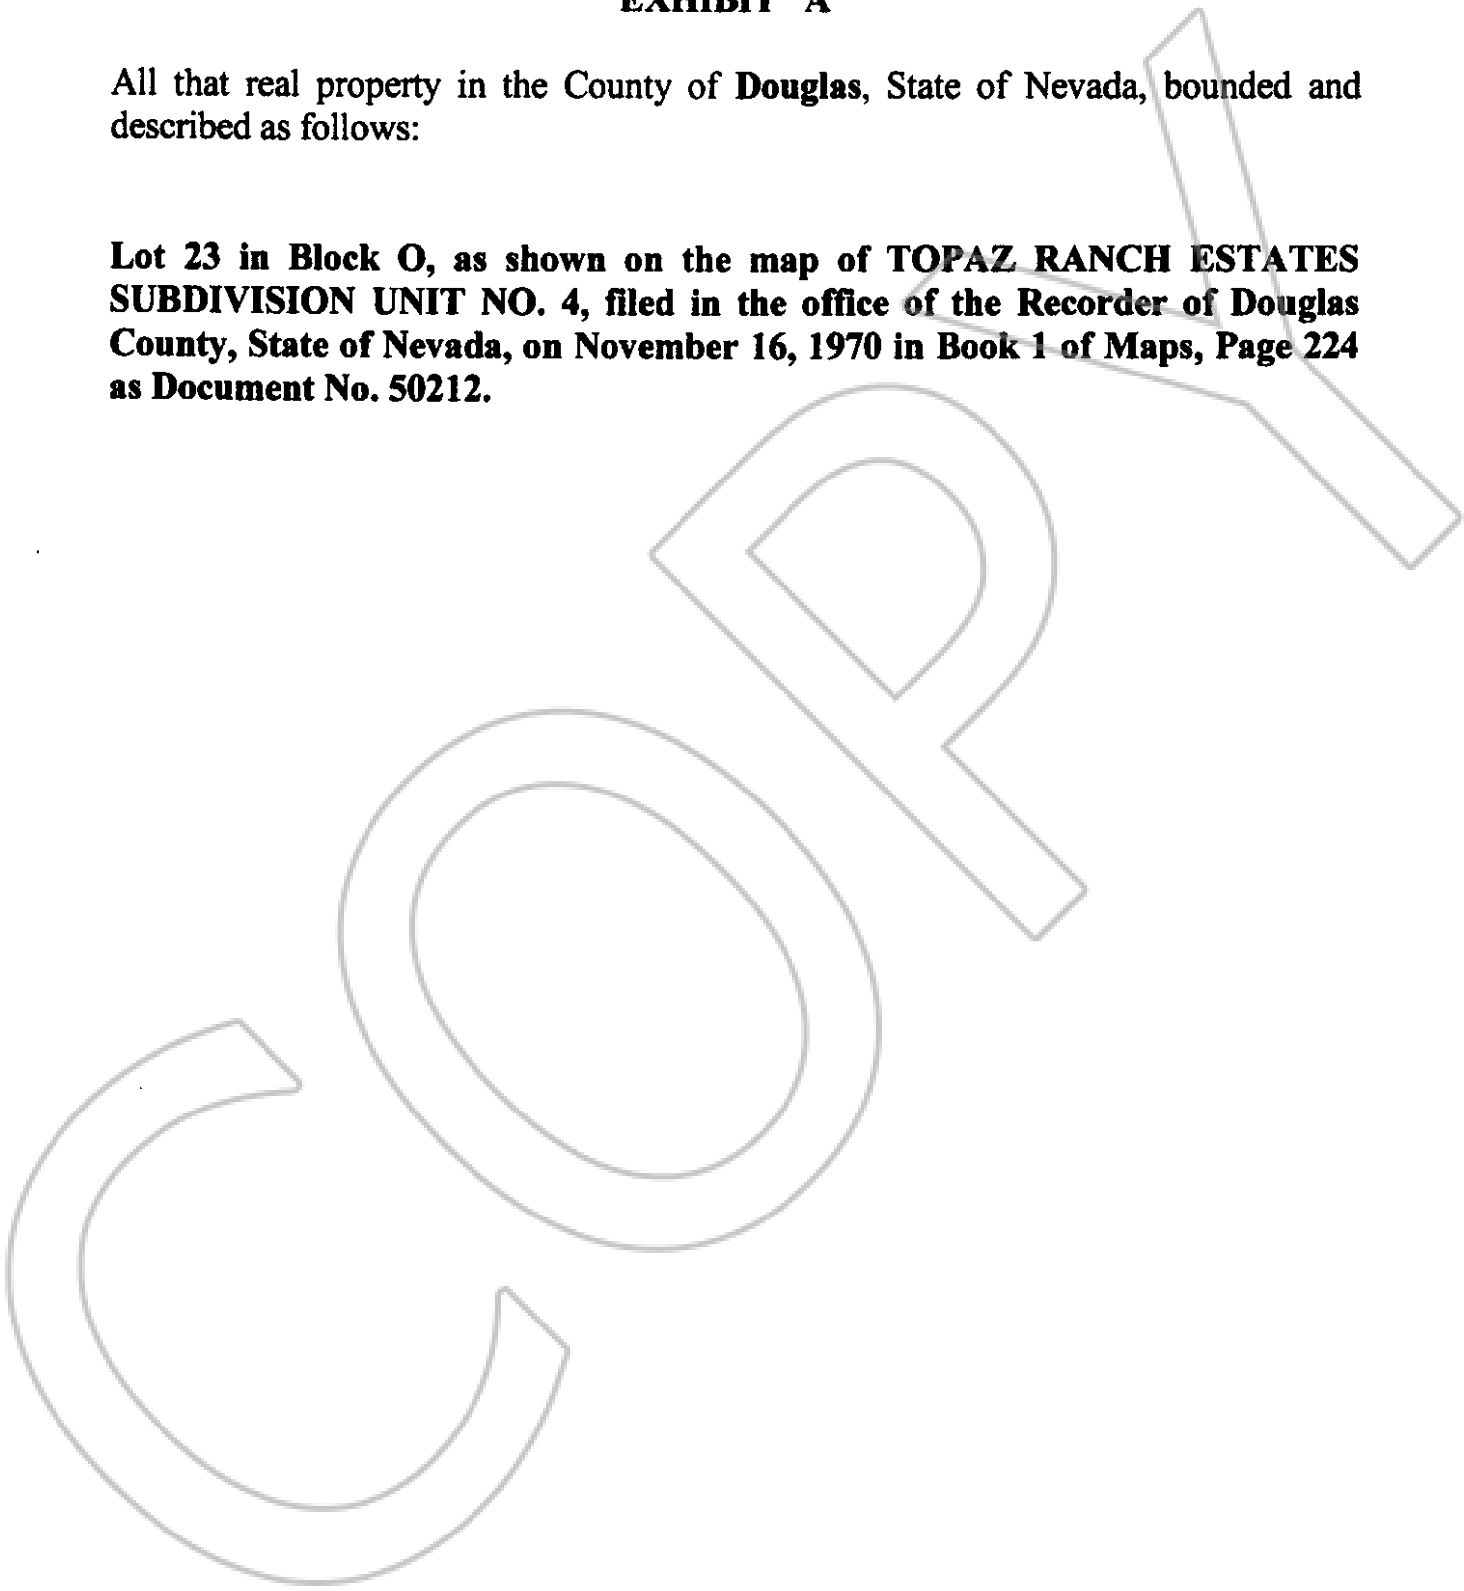 EXHIBIT "A"
All that real property in the County of Douglas, State of Nevada, bounded and
described as follows:
Lot 23 in Block O, as shown on the map of TOPAZ RANCH ESTATES
SUBDIVISION UNIT NO. 4, filed in the office of the Recorder of Douglas
County, State of Nevada, on November 16, 1970 in Book 1 of Maps, Page 224
as Document No. 50212.
COPY